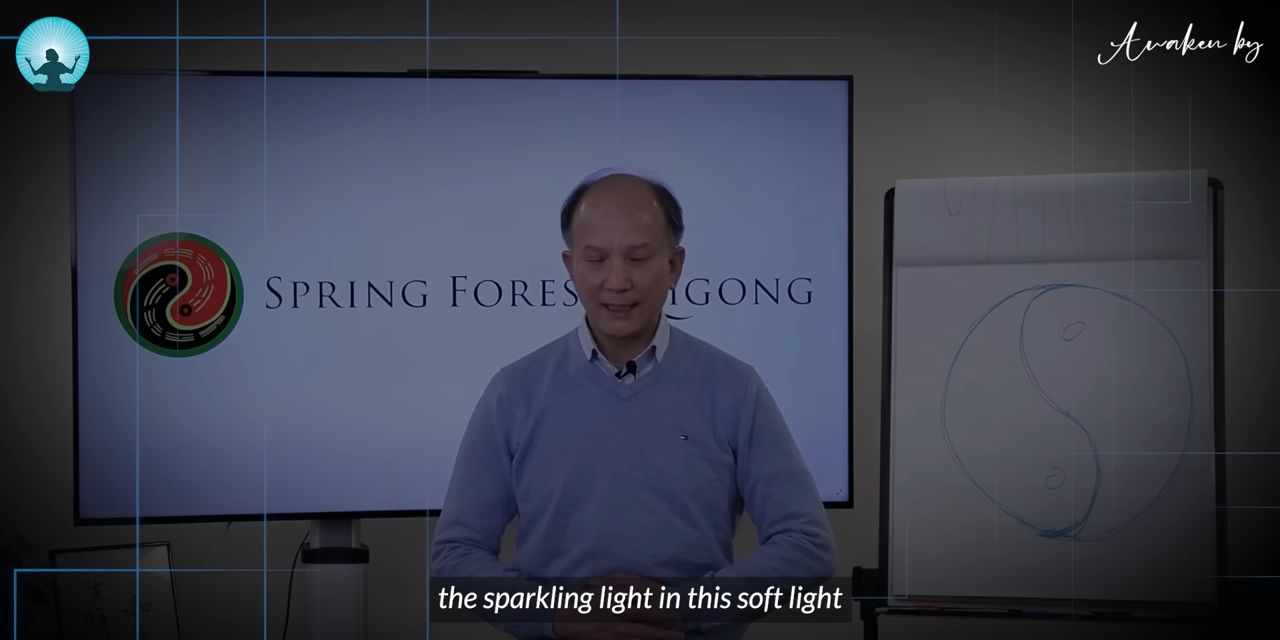 Awaken by
SPRING FORES IGONG
the sparkling light in this soft light